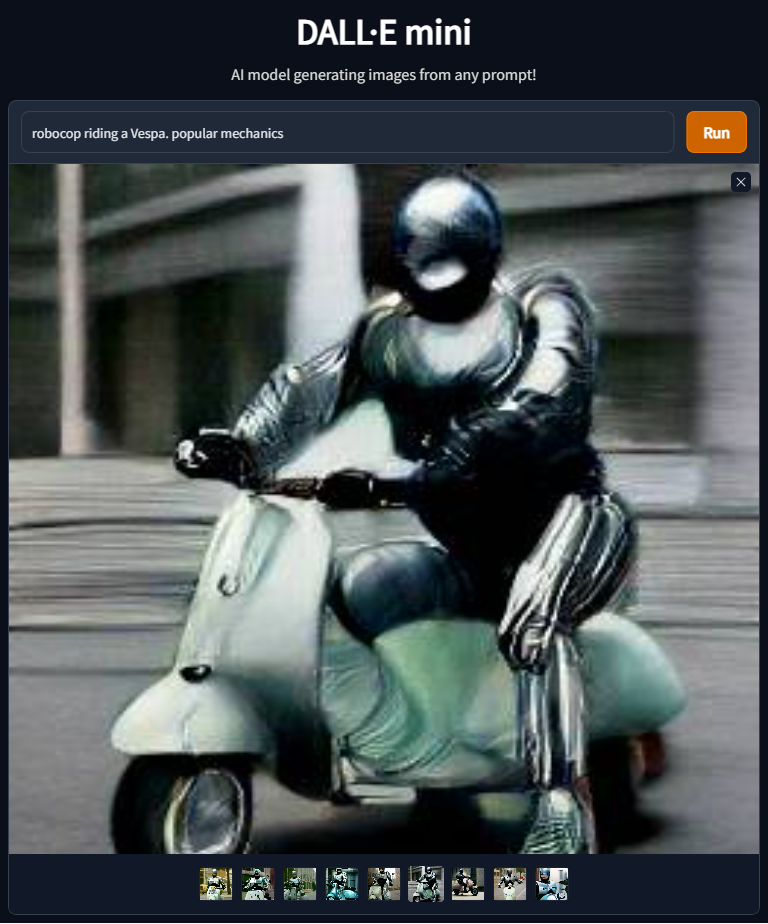 DALL·E mini
AI model generating images from any prompt!
robocop riding a Vespa. popular mechanics
Run